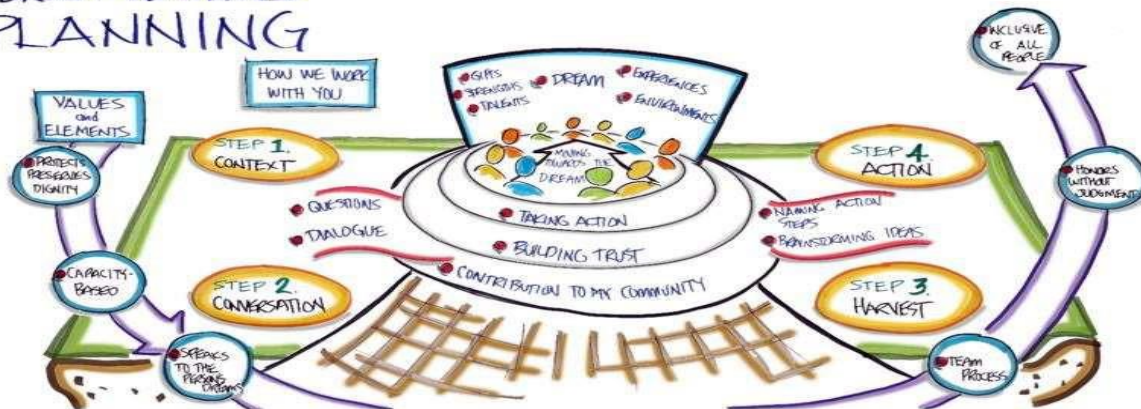 PLANNING
HOW WE WORK
WITH YOU
VALUES
and
ELEMENTS
PROTECTS
PRESERVES
DIGNITY
CAPACITY-
BASED
SPEAKS
TO THE
PERSONS
DREAMS
STEP 1.
CONTEXT
QUESTIONS
DIALOGUE
STEP 2.
CONVERSATION
GIFTS
STRENGTHS
TALENTS
DREAM
EXPERIENCES
ENVIRONMENTS
MOVING
TOWARDS THE
DREAM
TAKING ACTION
BUILDING TRUST
CONTRIBUTION TO MY COMMUNITY
STEP 4.
ACTION
NAMING ACTION
STEPS
BRAINSTORMING IDEAS
STEP 3.
HARVEST
TEAM
PROCESS
HONORS
WITHOUT
JUDGMENT
INCLUSIVE
OF ALL
PEOPLE